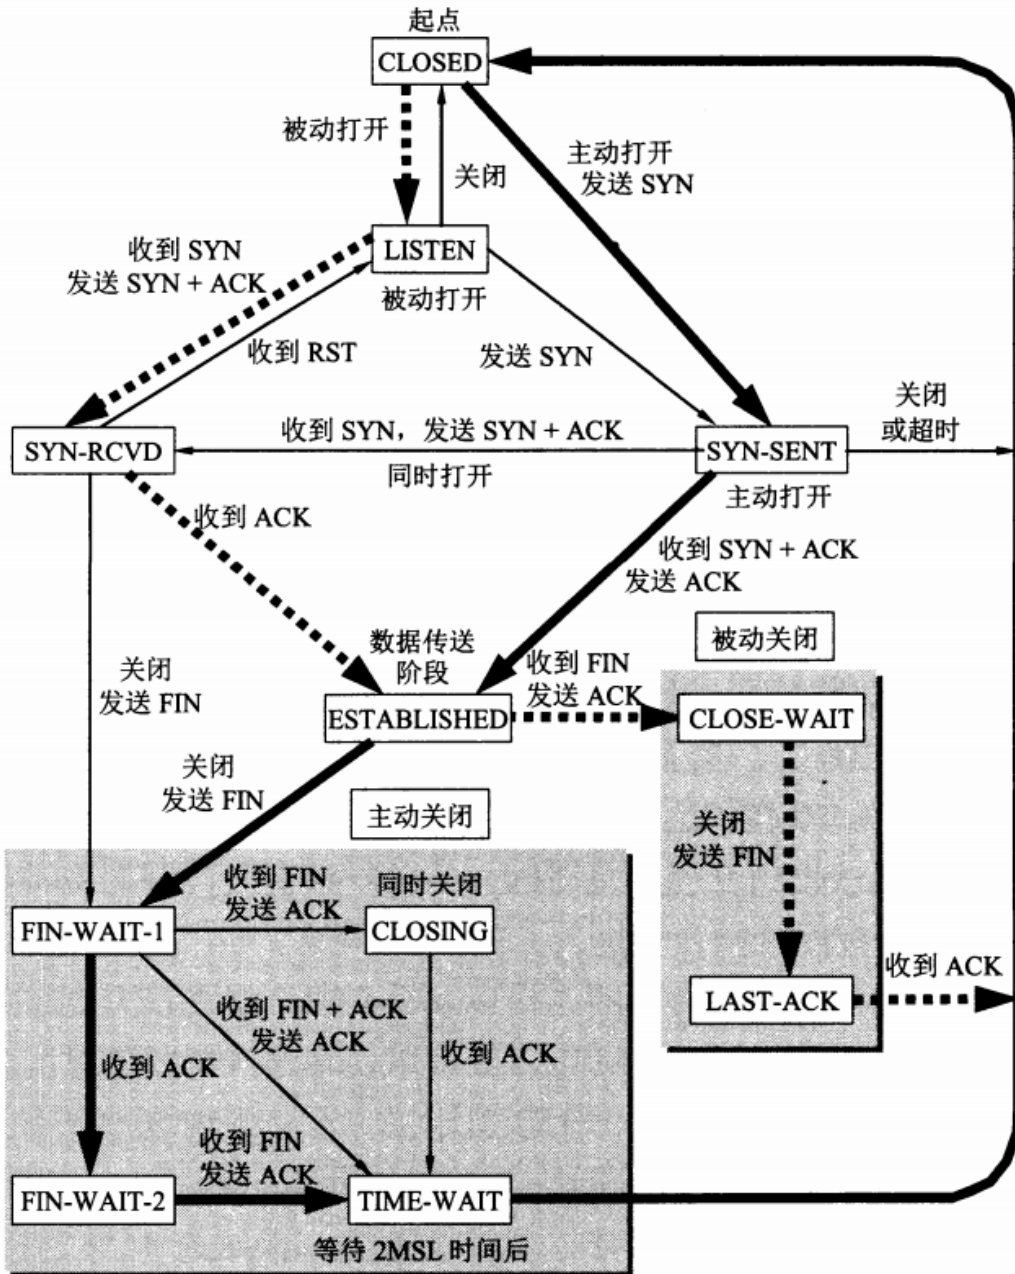 起点
CLOSED
被动打开
关闭
主动打开
发送 SYN
收到 SYN
发送 SYN + ACK
LISTEN
被动打开
收到 RST
发送 SYN
关闭
或超时
SYN-RCVD
收到 SYN，发送 SYN + ACK
同时打开
SYN-SENT
主动打开
收到 ACK
收到 SYN + ACK
发送 ACK
数据传送
阶段
被动关闭
收到 FIN
发送 ACK
关闭
发送 FIN
ESTABLISHED
CLOSE-WAIT
关闭
发送 FIN
主动关闭
关闭
发送 FIN
收到 FIN
发送 ACK
同时关闭
FIN-WAIT-1
CLOSING
LAST-ACK
收到 ACK
收到 FIN + ACK
发送 ACK
收到 ACK
收到 ACK
收到 FIN
发送 ACK
FIN-WAIT-2
TIME-WAIT
等待 2MSL 时间后